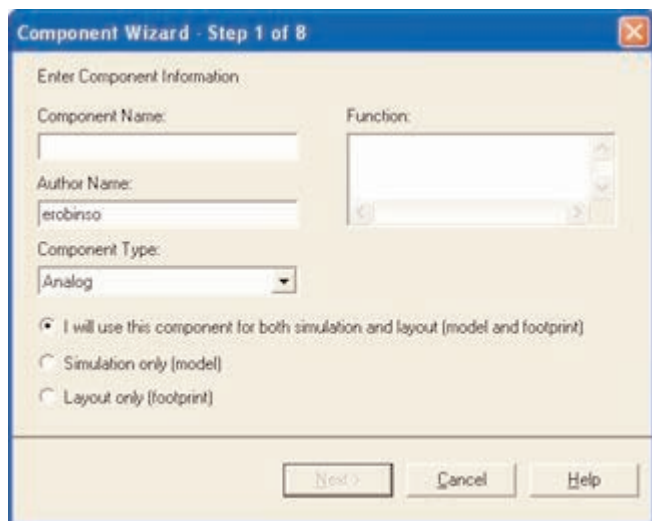 Component Wizard - Step 1 of 8
Enter Component Information
Component Name:
Function:
Author Name:
erobinso
Component Type:
Analog
I will use this component for both simulation and layout (model and footprint)
Simulation only (model)
Layout only (footprint)
Next >
Cancel
Help